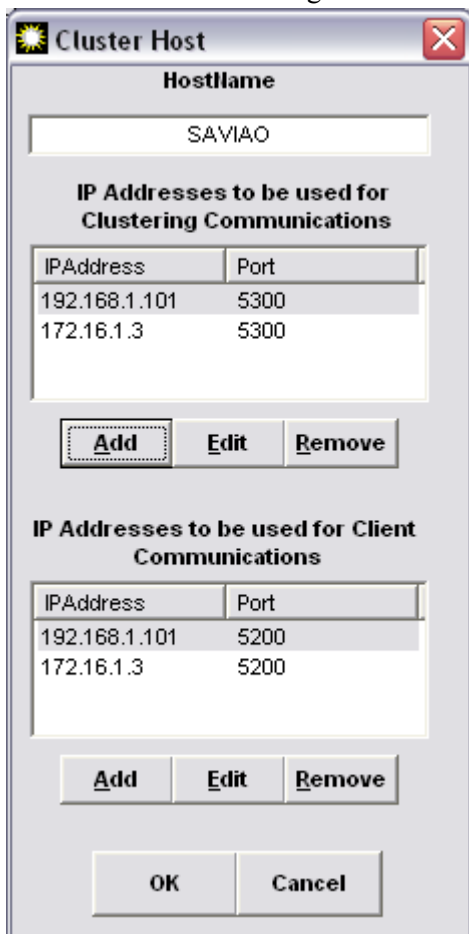 Cluster Host
HostName
SAVIAO
IP Addresses to be used for
Clustering Communications
IPAddress Port
192.168.1.101 5300
172.16.1.3 5300
Add Edit Remove
IP Addresses to be used for Client
Communications
IPAddress Port
192.168.1.101 5200
172.16.1.3 5200
Add Edit Remove
OK Cancel